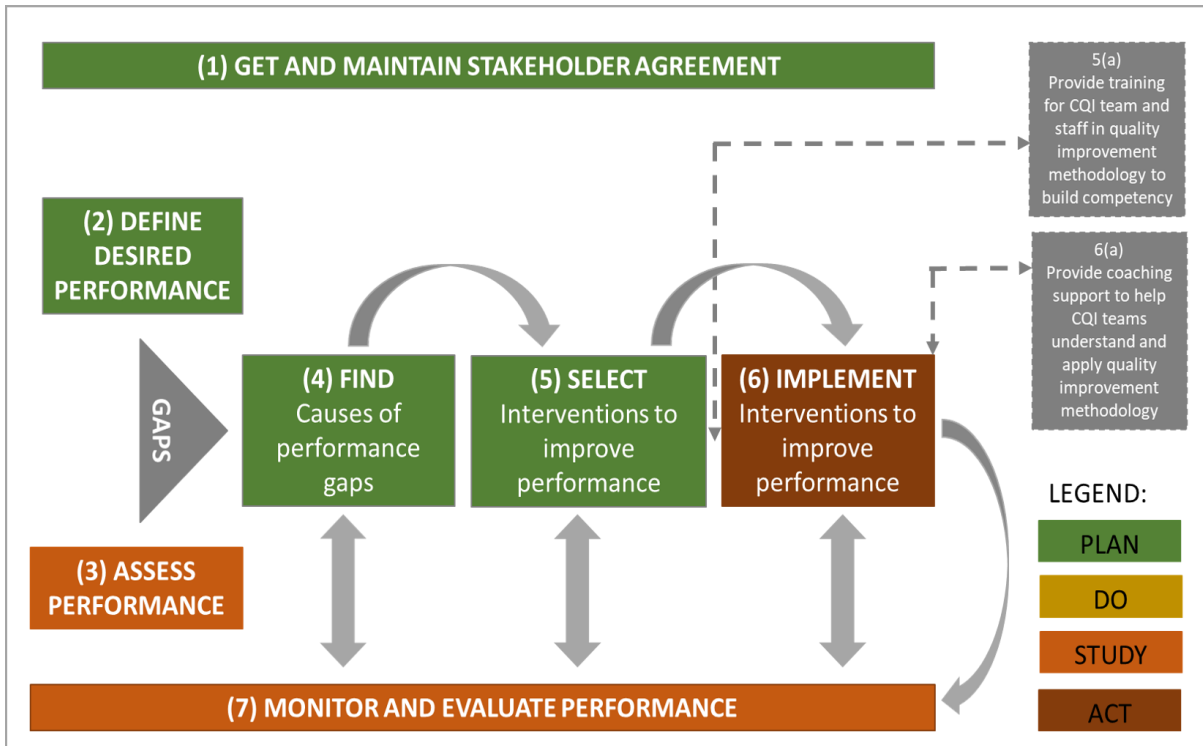 (1) GET AND MAINTAIN STAKEHOLDER AGREEMENT
5(a)
Provide training
for CQI team and
staff in quality
improvement
methodology to
build competency
(2) DEFINE
DESIRED
PERFORMANCE
6(a)
Provide coaching
support to help
CQI teams
understand and
apply quality
improvement
methodology
GAPS
(4) FIND
Causes of
performance
gaps
(5) SELECT
Interventions to
improve
performance
(6) IMPLEMENT
Interventions to
improve
performance
(3) ASSESS
PERFORMANCE
(7) MONITOR AND EVALUATE PERFORMANCE
LEGEND:
PLAN
DO
STUDY
ACT